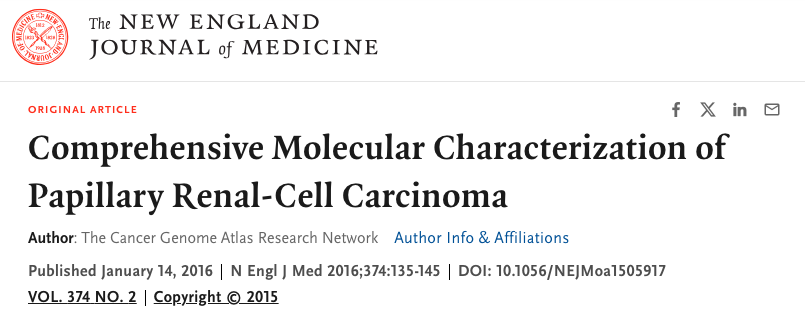 The NEW ENGLAND
JOURNAL of MEDICINE
ORIGINAL ARTICLE
Comprehensive Molecular Characterization of
Papillary Renal-Cell Carcinoma
Author: The Cancer Genome Atlas Research Network Author Info & Affiliations
Published January 14, 2016 | N Engl J Med 2016;374:135-145 | DOI: 10.1056/NEJMoa1505917
VOL. 374 NO. 2 | Copyright © 2015